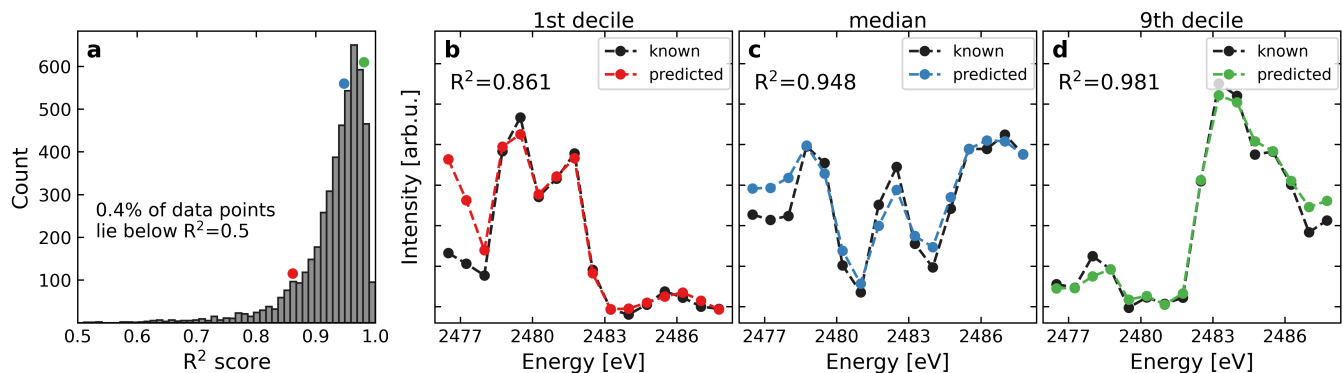 1st decile
median
9th decile
a
b
c
d
known
predicted
known
predicted
known
predicted
R²=0.861
R²=0.948
R²=0.981
600
500
400
300
200
100
Count
0.4% of data points
lie below R²=0.5
Intensity [arb.u.]
0.5 0.6 0.7 0.8 0.9 1.0
2477 2480 2483 2486
2477 2480 2483 2486
2477 2480 2483 2486
R² score
Energy [eV]
Energy [eV]
Energy [eV]